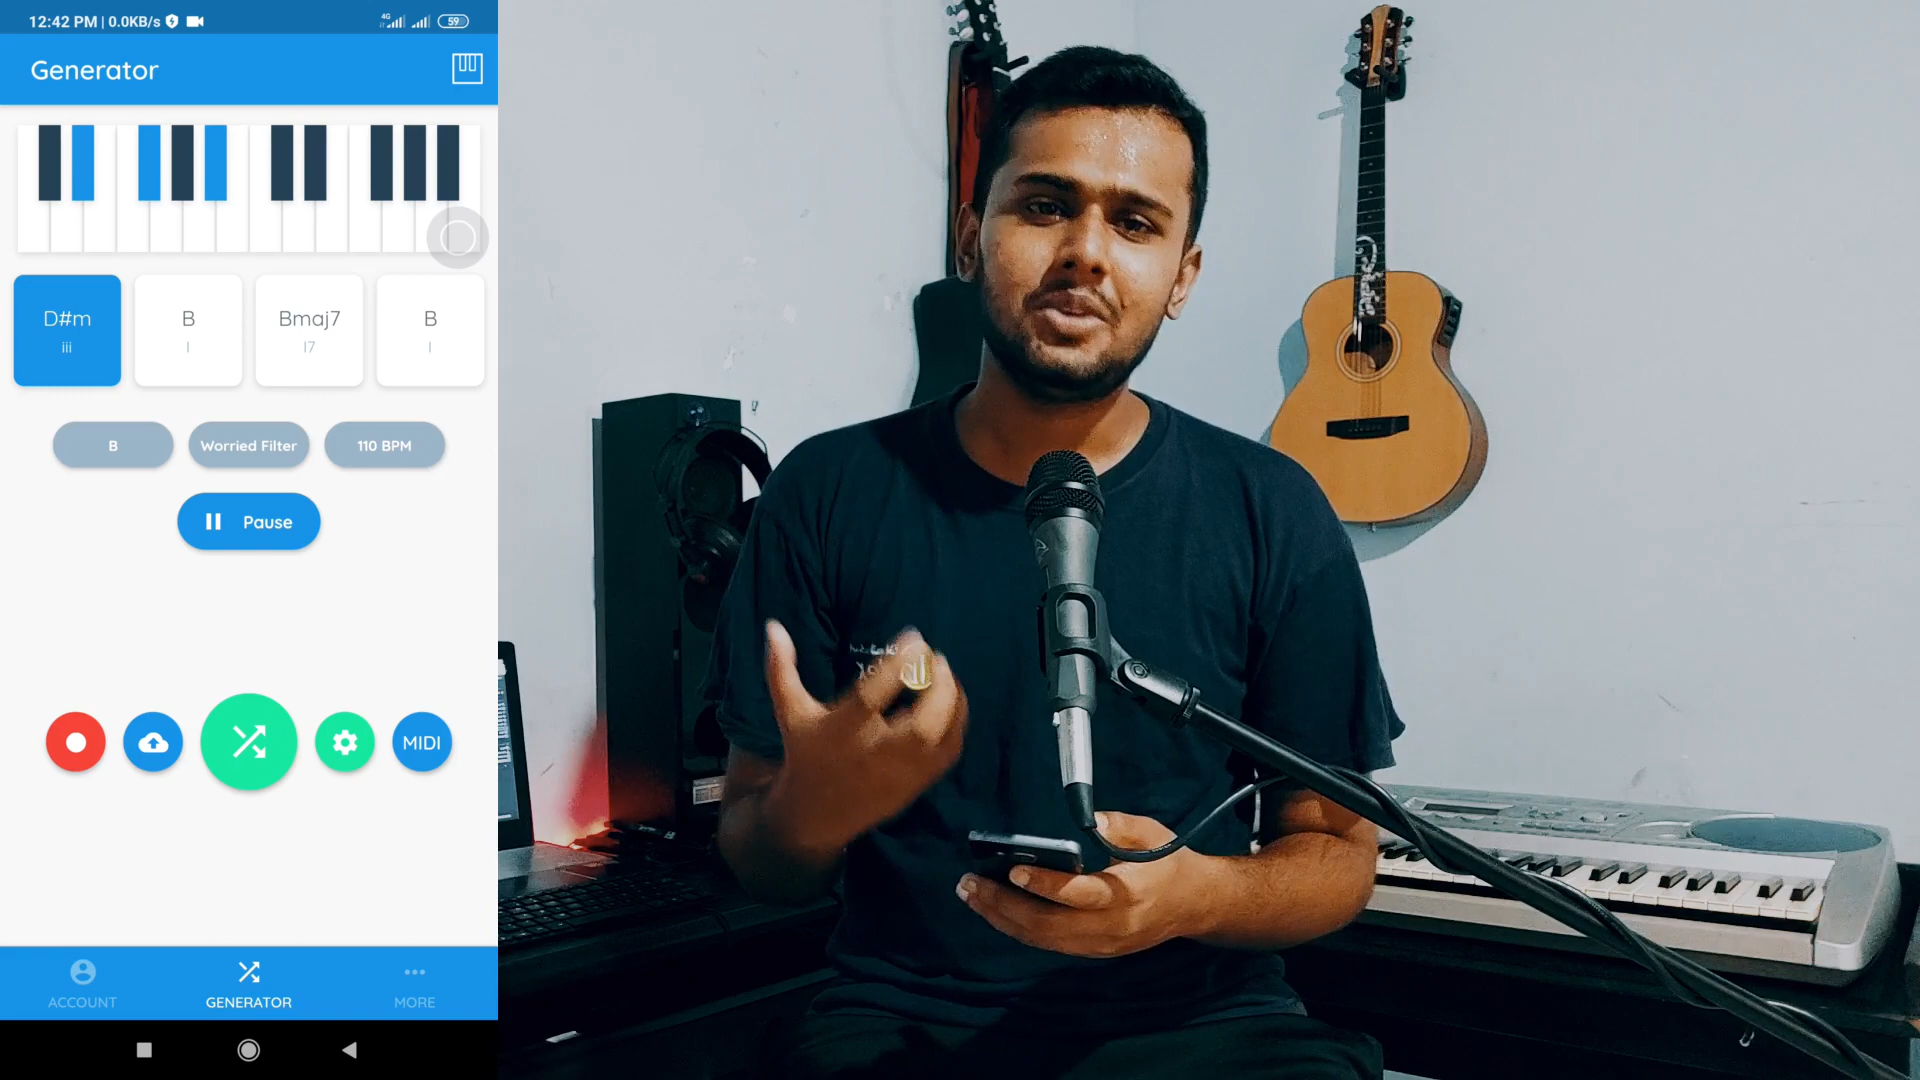 12:42 PM | 0.0KB/s
4G
59
Generator
D#m
iii
B
I
Bmaj7
I7
B
I
B
Worried Filter
110 BPM
Pause
MIDI
ACCOUNT
GENERATOR
MORE